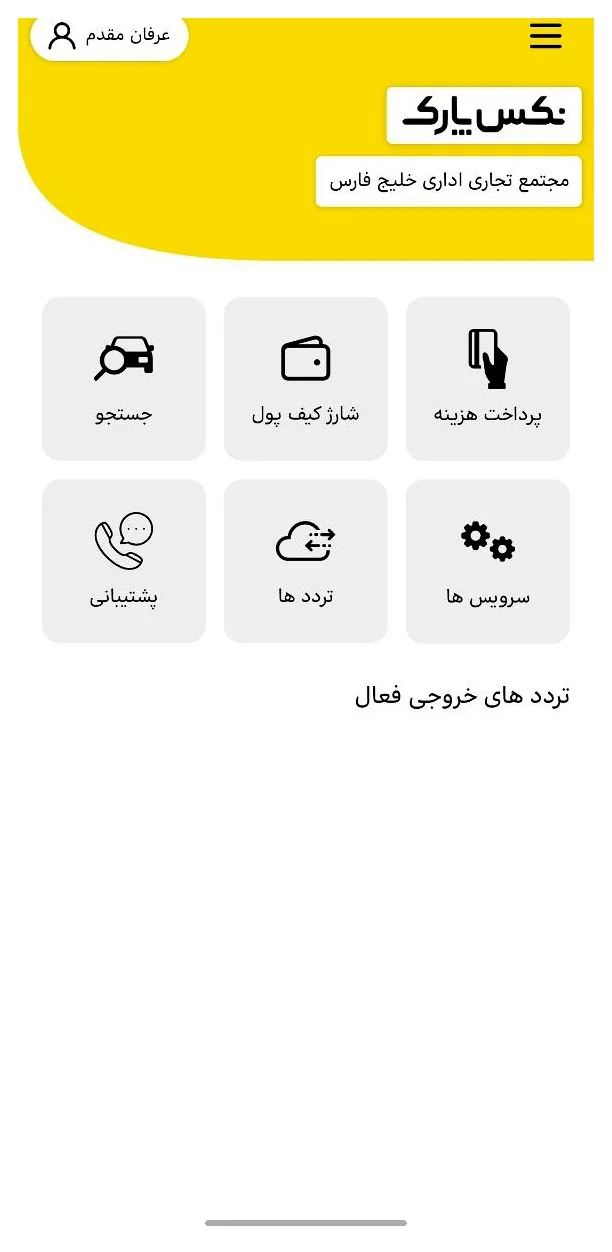 عرفان مقدم
نکس پارک
مجتمع تجاری اداری خلیج فارس
پرداخت هزینه
شارژ کیف پول
جستجو
سرویس ها
تردد ها
پشتیبانی
تردد های خروجی فعال